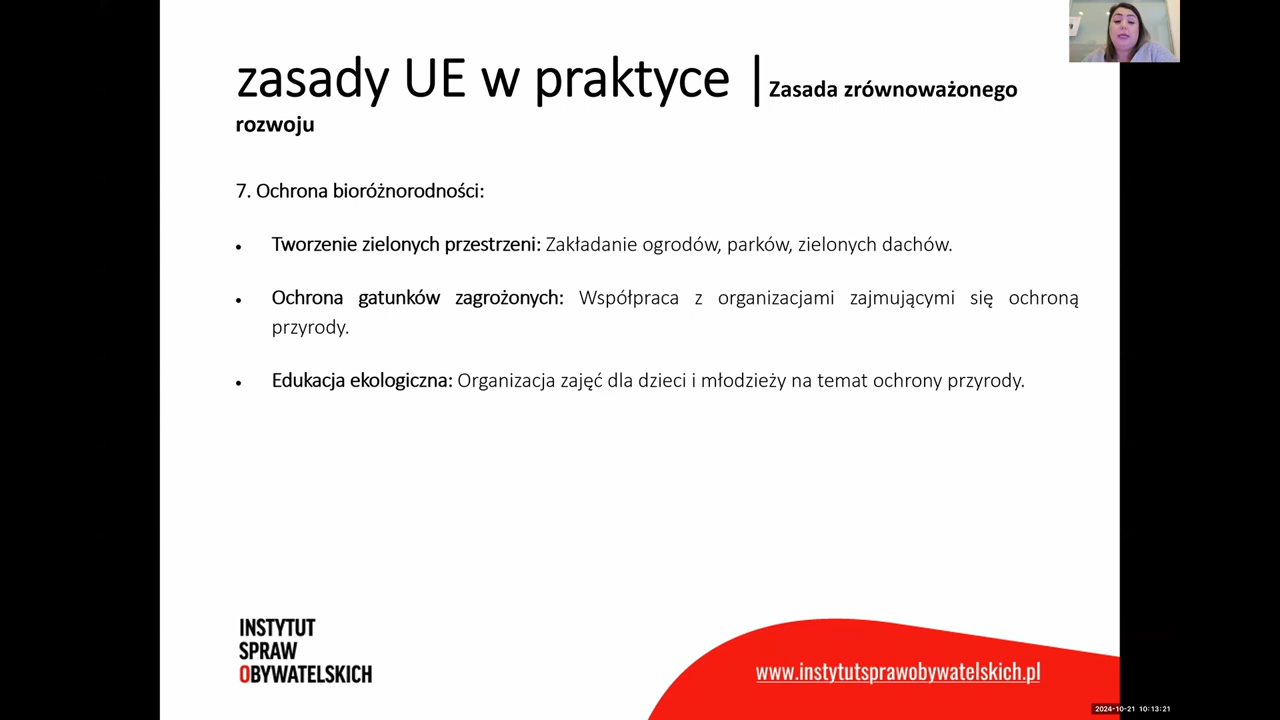 zasady UE w praktyce | Zasada zrównoważonego
rozwoju
7. Ochrona bioróżnorodności:
• Tworzenie zielonych przestrzeni: Zakładanie ogrodów, parków, zielonych dachów.
• Ochrona gatunków zagrożonych: Współpraca z organizacjami zajmującymi się ochroną
przyrody.
• Edukacja ekologiczna: Organizacja zajęć dla dzieci i młodzieży na temat ochrony przyrody.
INSTYTUT
SPRAW
OBYWATELSKICH
www.instytutsprawobywatelskich.pl
2024-10-21 10:13:21